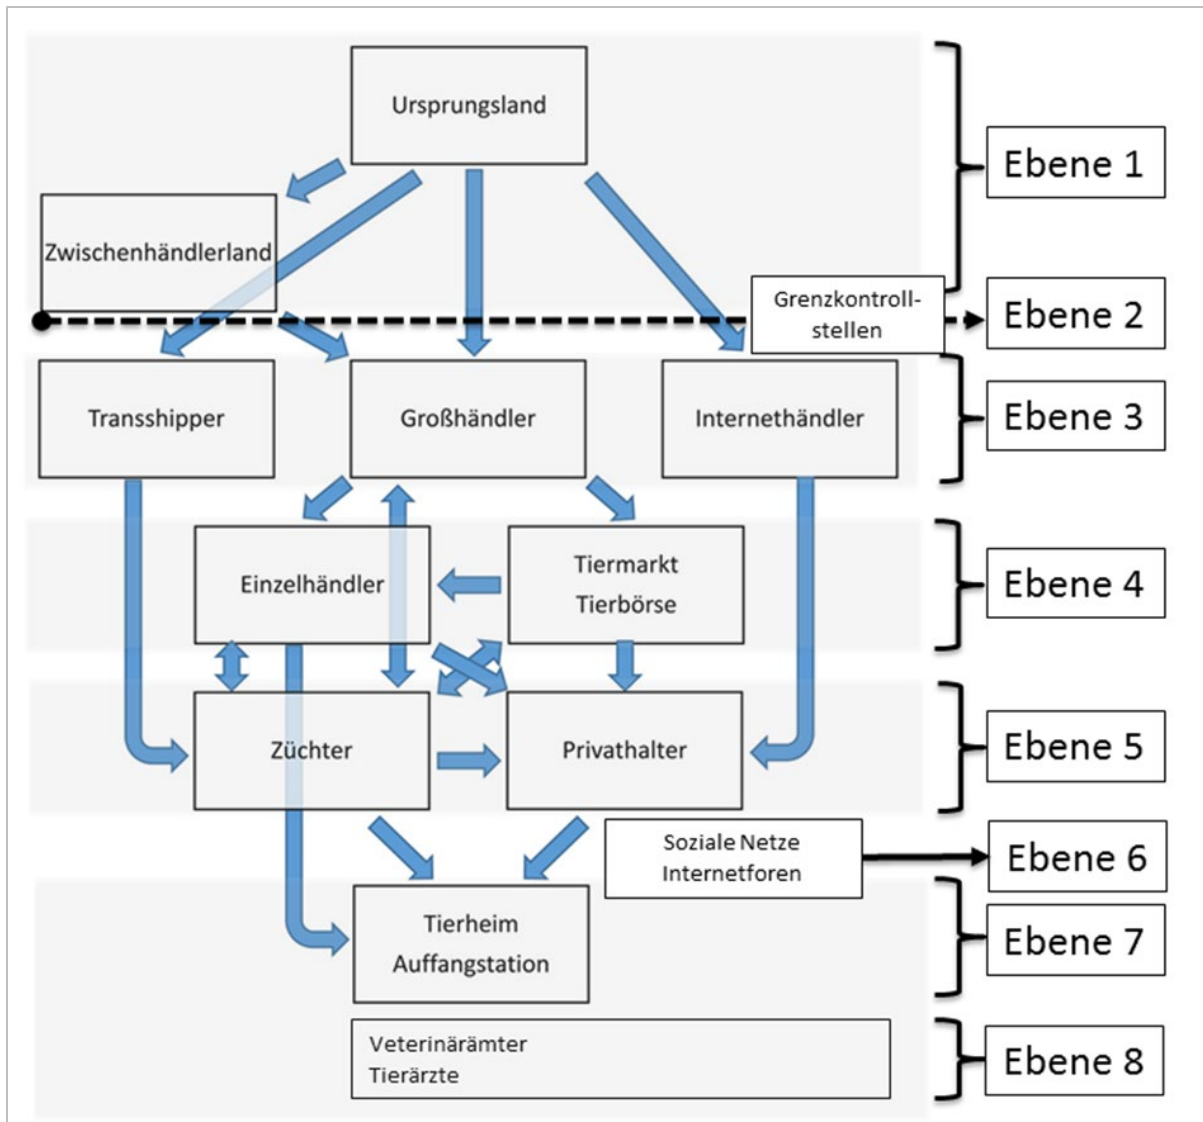 Ursprungsland
Ebene 1
Zwischenhändlerland
Grenzkontroll-
stellen
Ebene 2
Transshipper
Großhändler
Internethändler
Ebene 3
Einzelhändler
Tiermarkt
Tierbörse
Ebene 4
Züchter
Privathalter
Ebene 5
Soziale Netze
Internetforen
Ebene 6
Tierheim
Auffangstation
Ebene 7
Veterinärämter
Tierärzte
Ebene 8